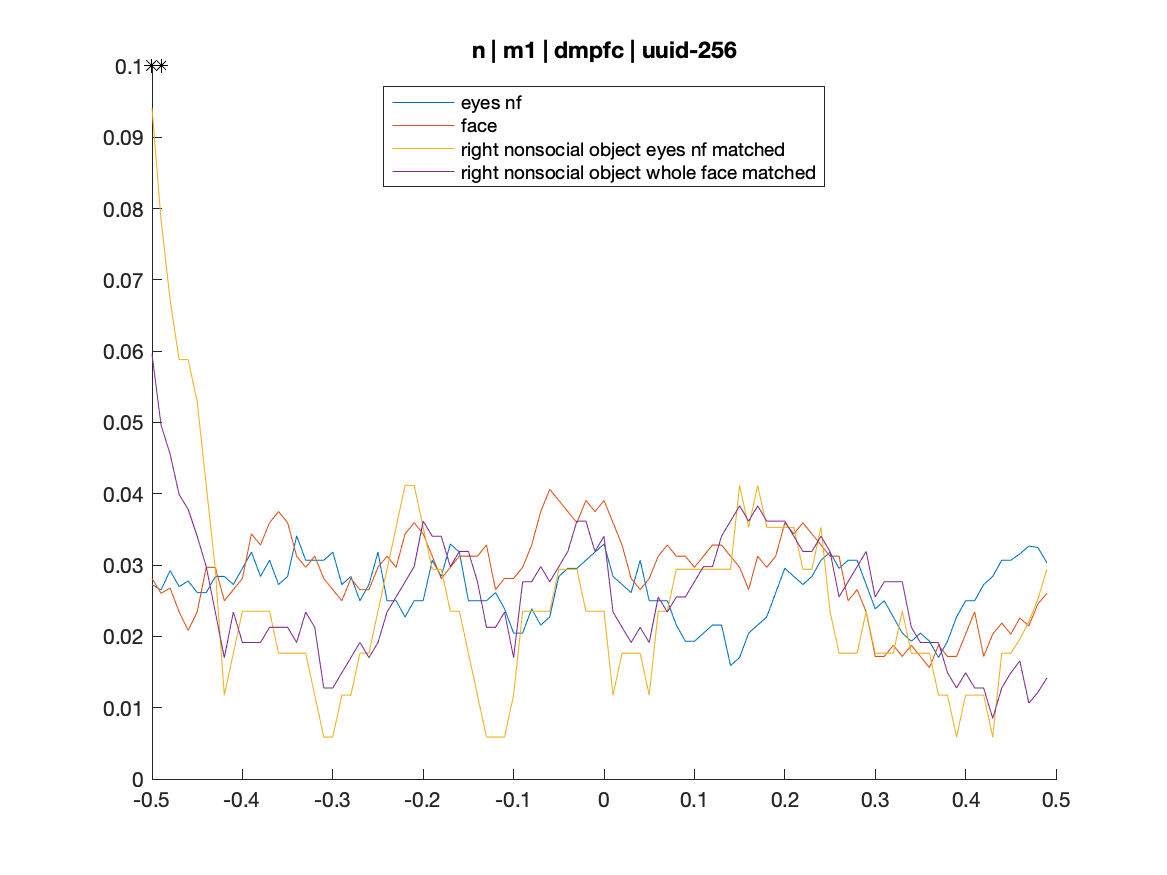 n | m1 | dmpfc | uuid-256
eyes nf
face
right nonsocial object eyes nf matched
right nonsocial object whole face matched
0.1
0.09
0.08
0.07
0.06
0.05
0.04
0.03
0.02
0.01
0
-0.5 -0.4 -0.3 -0.2 -0.1 0 0.1 0.2 0.3 0.4 0.5